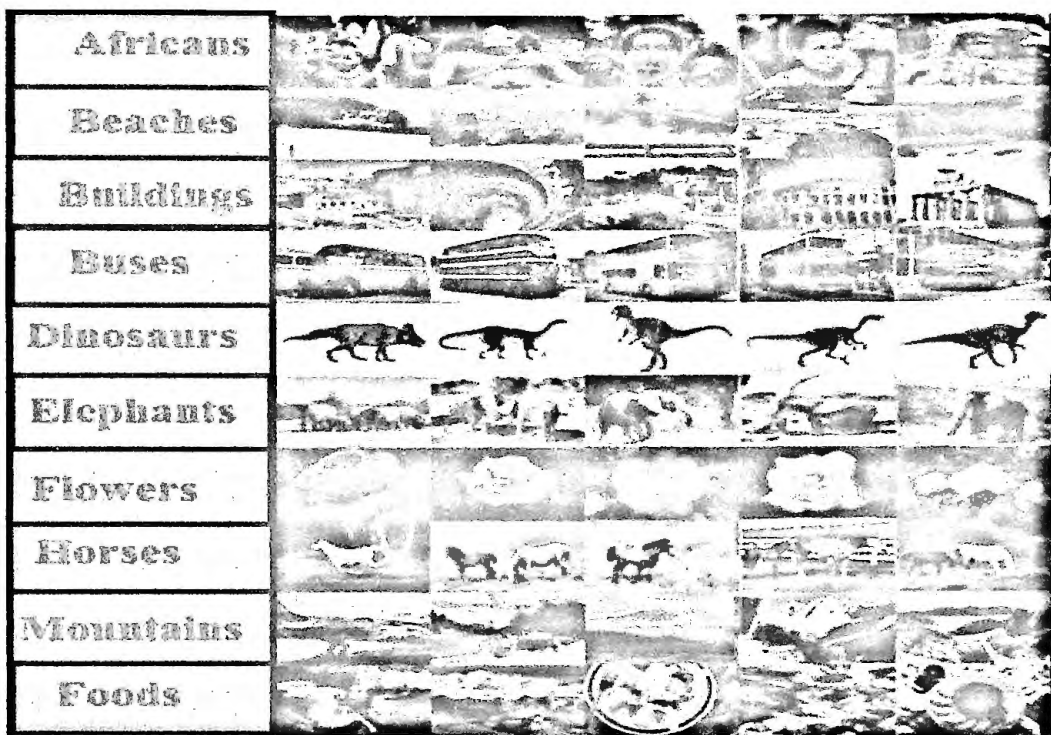 Africans
Beaches
Buildings
Buses
Dinosaurs
Elephants
Flowers
Horses
Mountains
Foods